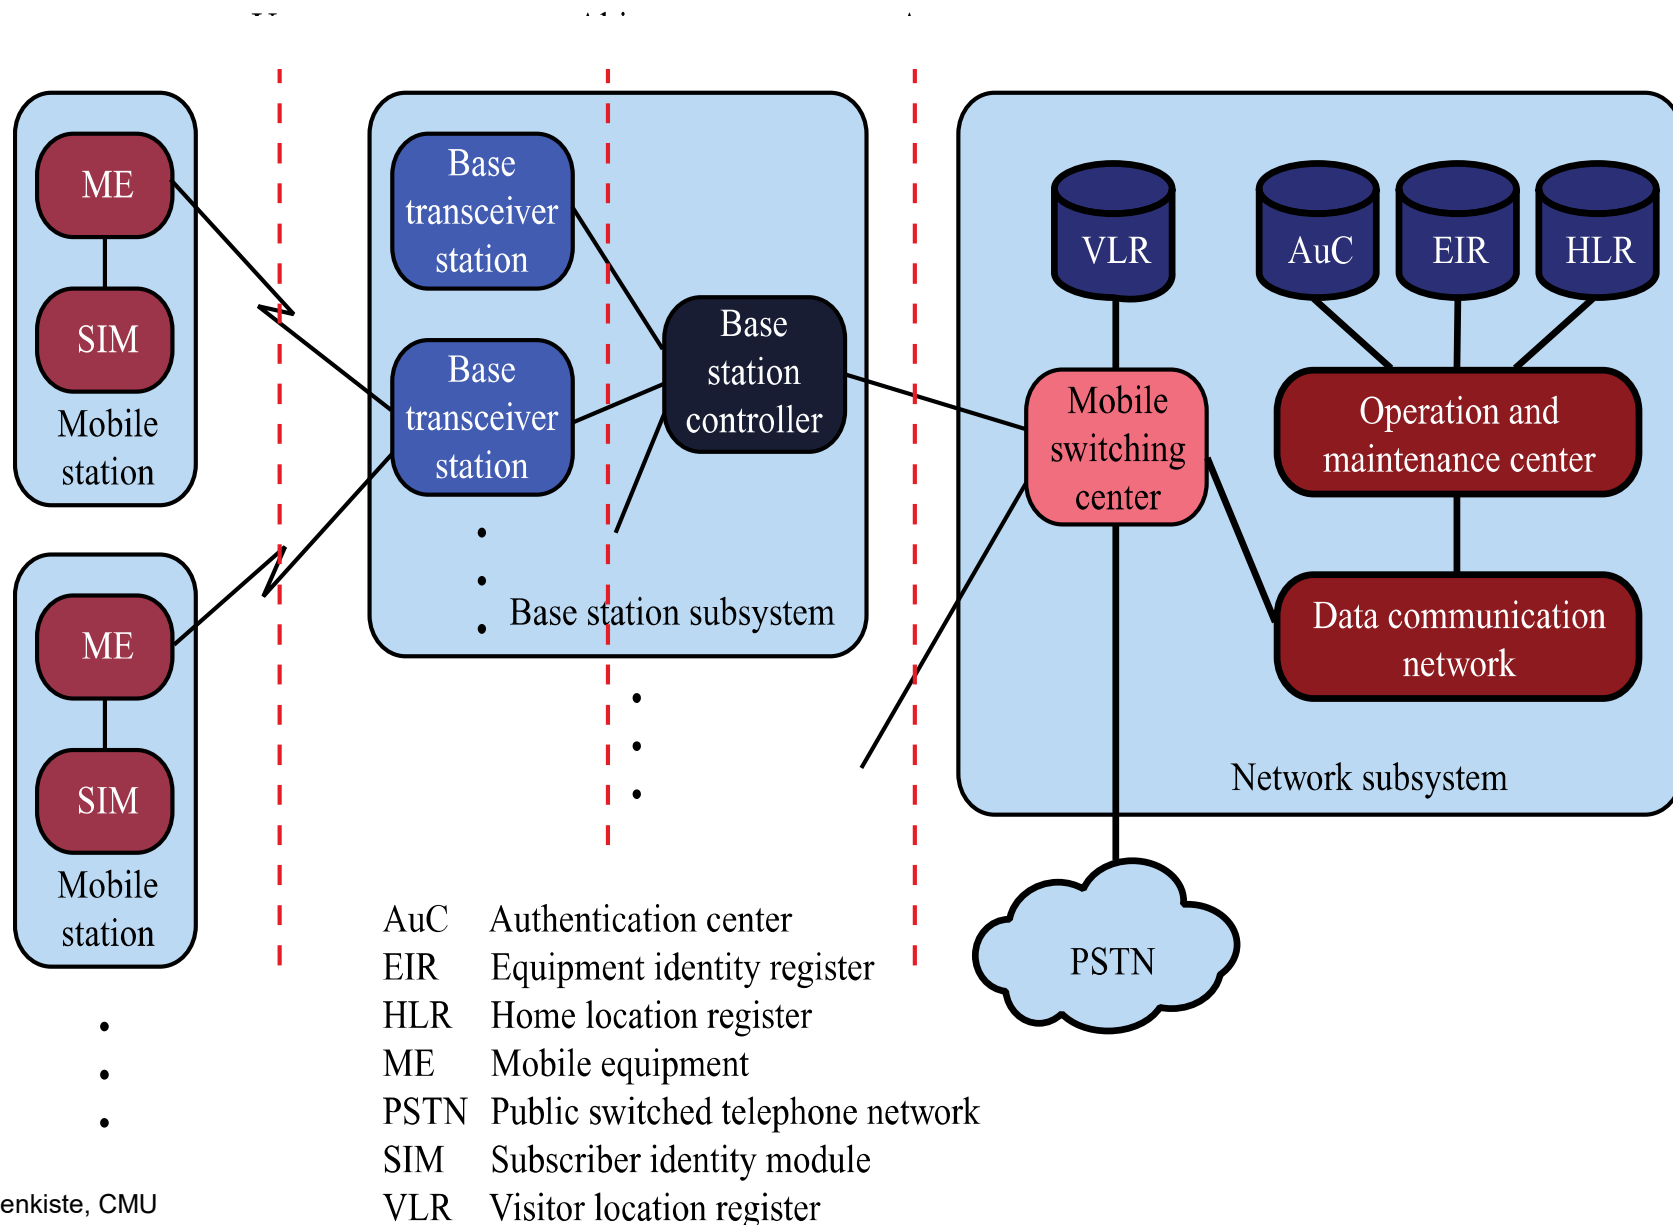 ME
SIM
Mobile
station
ME
SIM
Mobile
station
Base
transceiver
station
Base
transceiver
station
Base
station
controller
Base station subsystem
VLR
AuC
EIR
HLR
Mobile
switching
center
Operation and
maintenance center
Data communication
network
Network subsystem
PSTN
AuC Authentication center
EIR Equipment identity register
HLR Home location register
ME Mobile equipment
PSTN Public switched telephone network
SIM Subscriber identity module
VLR Visitor location register
enkiste, CMU